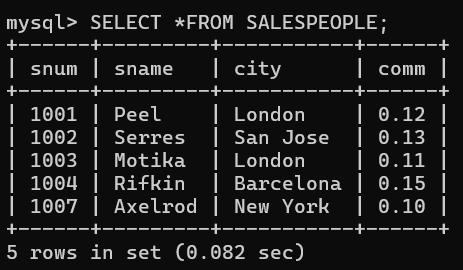 mysql> SELECT *FROM SALESPEOPLE;
+------+---------+-----------+------+
| snum | sname   | city      | comm |
+------+---------+-----------+------+
| 1001 | Peel    | London    | 0.12 |
| 1002 | Serres  | San Jose  | 0.13 |
| 1003 | Motika  | London    | 0.11 |
| 1004 | Rifkin  | Barcelona | 0.15 |
| 1007 | Axelrod | New York  | 0.10 |
+------+---------+-----------+------+
5 rows in set (0.082 sec)